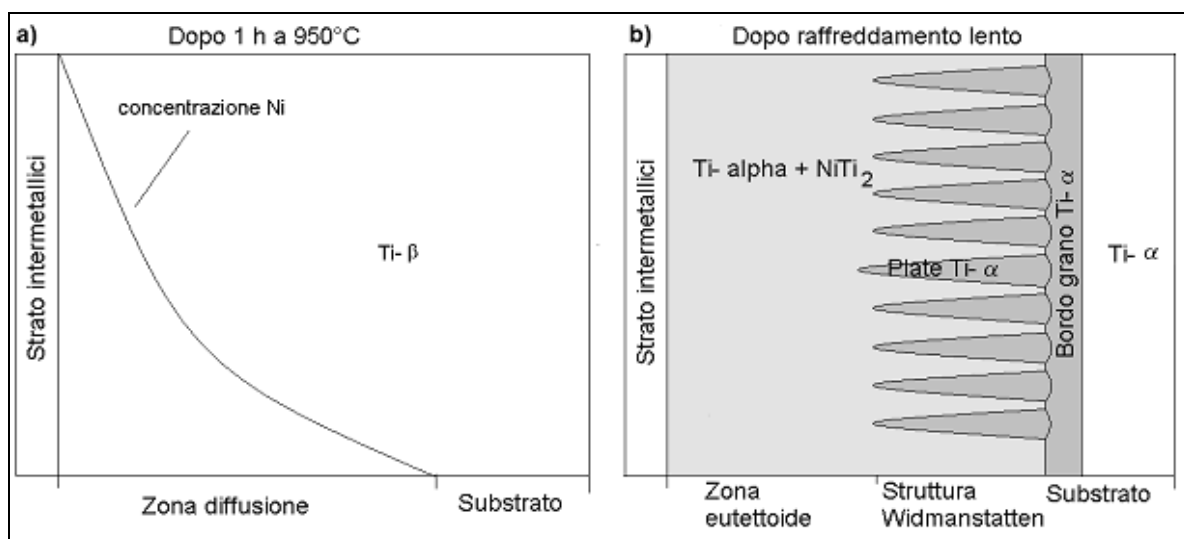 a) Dopo 1 h a 950°C
concentrazione Ni
Ti- β
Strato intermetallici
Zona diffusione
Substrato
b) Dopo raffreddamento lento
Ti- alpha + NiTi2
Plate Ti- α
Strato intermetallici
Bordo grano Ti- α
Ti- α
Zona
eutettoide
Struttura
Widmanstatten
Substrato